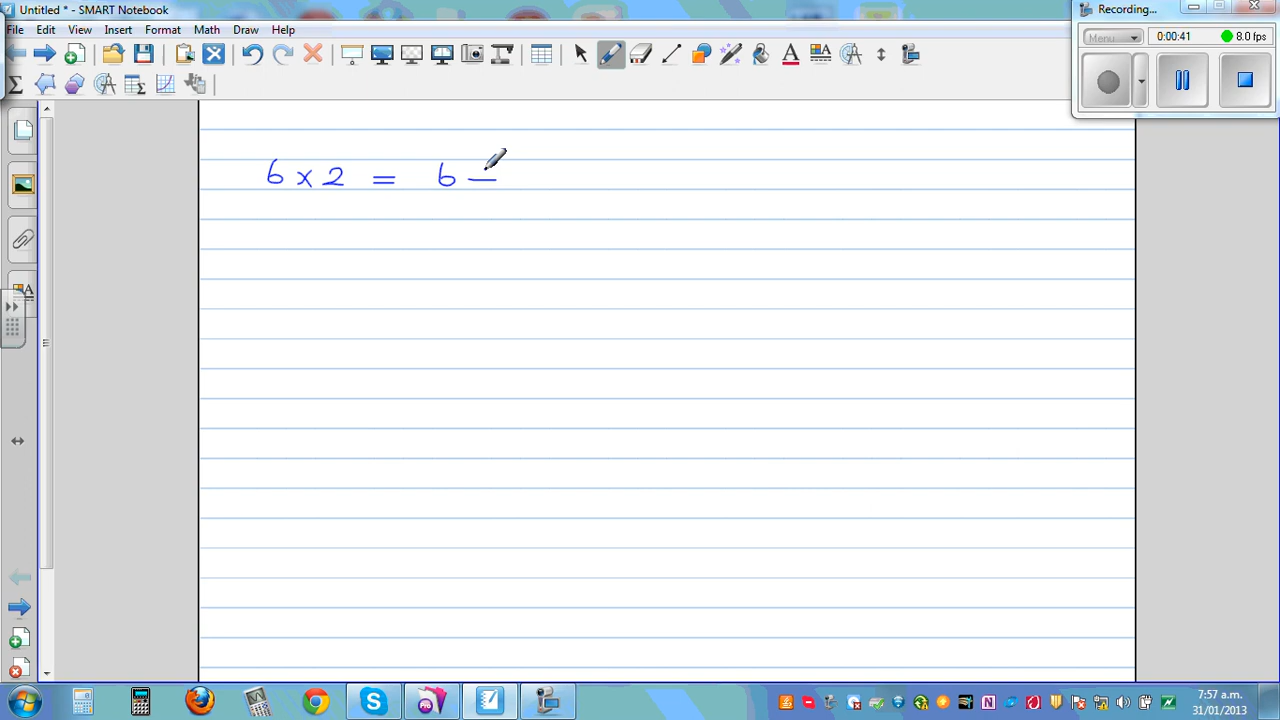 Untitled * - SMART Notebook
File Edit View Insert Format Math Draw Help
Recording...
Menu 0:00:41 8.0 fps
6 × 2 = 6 —
7:57 a.m.
31/01/2013